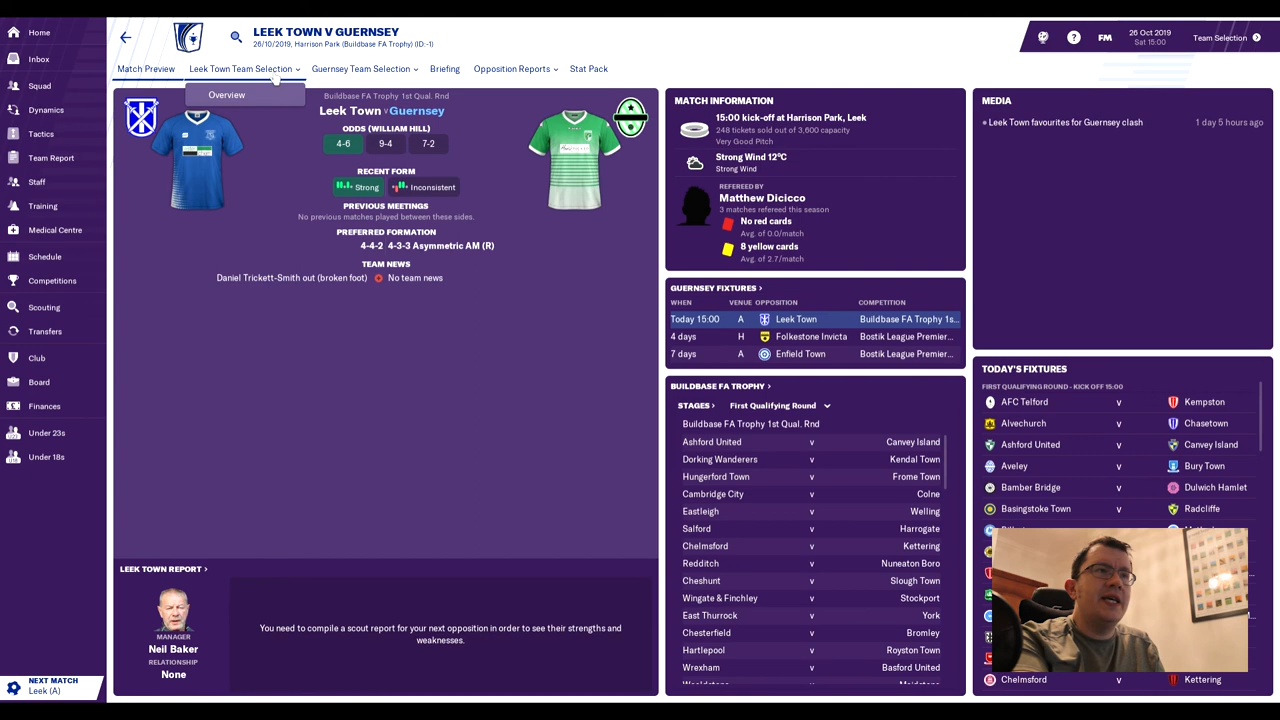 Home
Inbox
Squad
Dynamics
Tactics
Team Report
Staff
Training
Medical Centre
Schedule
Competitions
Scouting
Transfers
Club
Board
Finances
Under 23s
Under 18s
NEXT MATCH
Leek (A)
LEEK TOWN V GUERNSEY
26/10/2019, Harrison Park (Buildbase FA Trophy) (ID:-1)
? FM 26 Oct 2019
Sat 15:00
Team Selection
Match Preview Leek Town Team Selection Guernsey Team Selection Briefing Opposition Reports Stat Pack
Overview
Buildbase FA Trophy 1st Qual. Rnd
Leek Town v Guernsey
ODDS (WILLIAM HILL)
4-6 9-4 7-2
RECENT FORM
Strong Inconsistent
PREVIOUS MEETINGS
No previous matches played between these sides.
PREFERRED FORMATION
4-4-2 4-3-3 Asymmetric AM (R)
TEAM NEWS
Daniel Trickett-Smith out (broken foot) No team news
LEEK TOWN REPORT
MANAGER
Neil Baker
RELATIONSHIP
None
You need to compile a scout report for your next opposition in order to see their strengths and
weaknesses.
MATCH INFORMATION
15:00 kick-off at Harrison Park, Leek
248 tickets sold out of 3,600 capacity
Very Good Pitch
Strong Wind 12°C
Strong Wind
REFEREED BY
Matthew Dicicco
3 matches refereed this season
No red cards
Avg. of 0.0/match
8 yellow cards
Avg. of 2.7/match
GUERNSEY FIXTURES
WHEN VENUE OPPOSITION COMPETITION
Today 15:00 A Leek Town Buildbase FA Trophy 1s...
4 days H Folkestone Invicta Bostik League Premier...
7 days A Enfield Town Bostik League Premier...
BUILDBASE FA TROPHY
STAGES First Qualifying Round
Buildbase FA Trophy 1st Qual. Rnd
Ashford United v Canvey Island
Dorking Wanderers v Kendal Town
Hungerford Town v Frome Town
Cambridge City v Colne
Eastleigh v Welling
Salford v Harrogate
Chelmsford v Kettering
Redditch v Nuneaton Boro
Cheshunt v Slough Town
Wingate & Finchley v Stockport
East Thurrock v York
Chesterfield v Bromley
Hartlepool v Royston Town
Wrexham v Basford United
MEDIA
Leek Town favourites for Guernsey clash 1 day 5 hours ago
TODAY'S FIXTURES
FIRST QUALIFYING ROUND - KICK OFF 15:00
AFC Telford v Kempston
Alvechurch v Chasetown
Ashford United v Canvey Island
Aveley v Bury Town
Bamber Bridge v Dulwich Hamlet
Basingstoke Town v Radcliffe
Chelmsford v Kettering